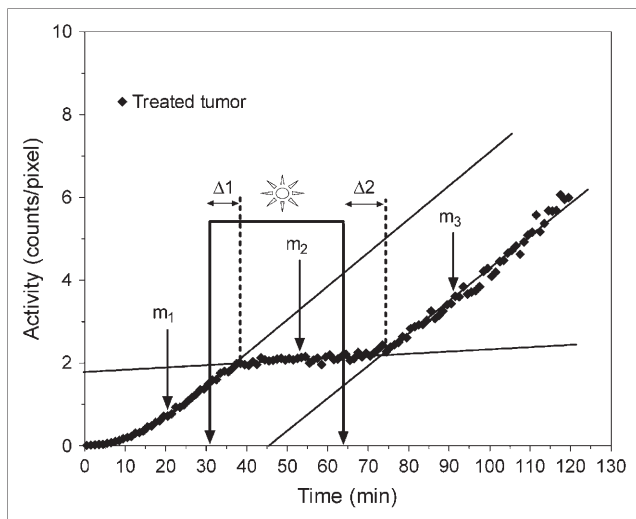 10
8
6
4
2
0
Activity (counts/pixel)
Treated tumor
Δ1
Δ2
m1
m2
m3
0 10 20 30 40 50 60 70 80 90 100 110 120 130
Time (min)